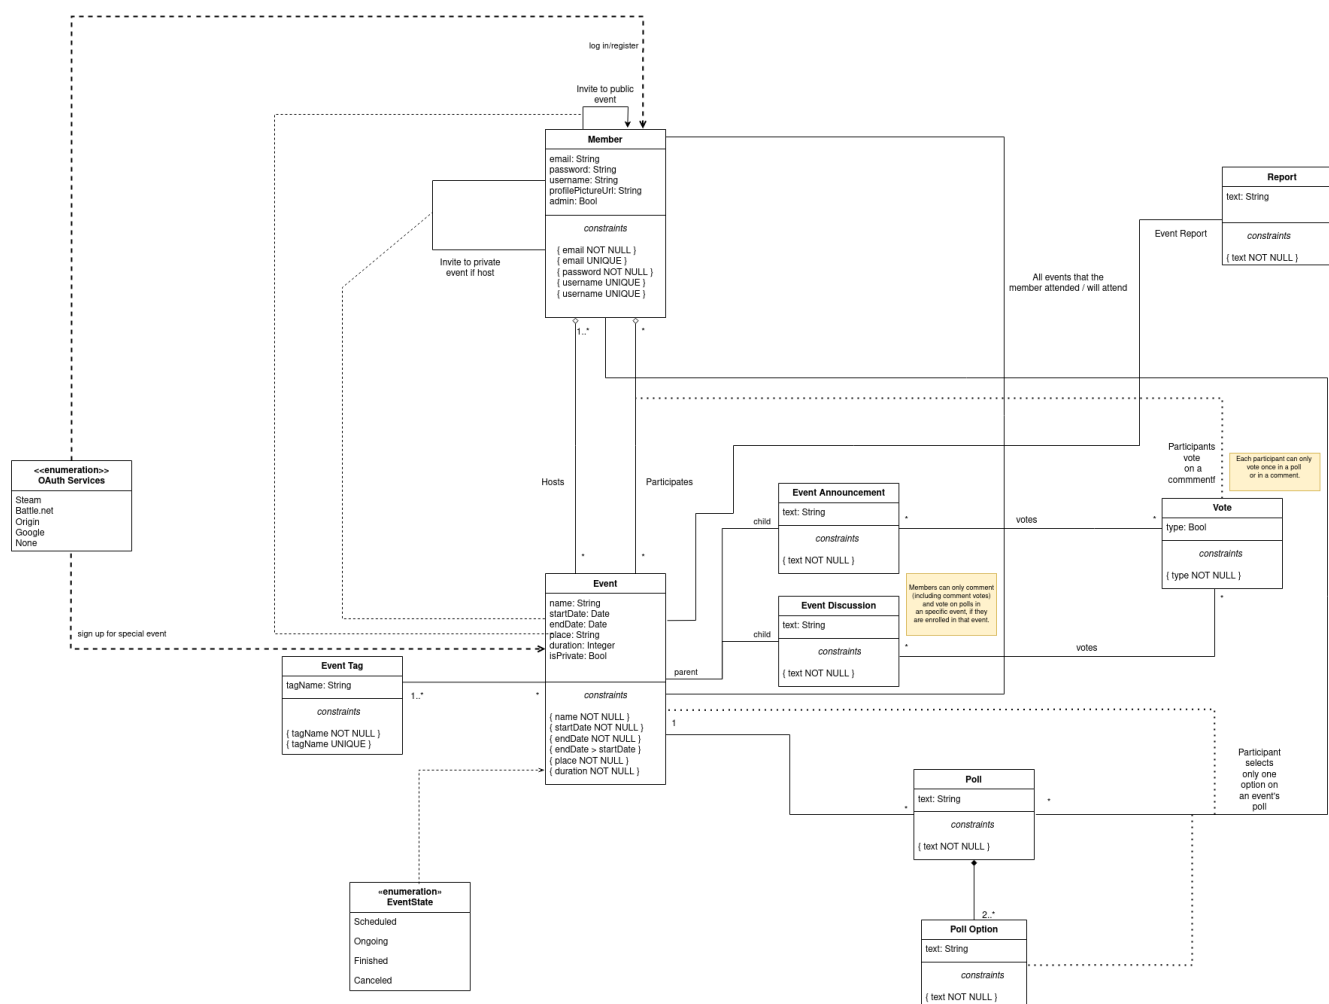 log in/register
Invite to public
event
Member
email: String
password: String
username: String
profilePictureUrl: String
admin: Bool
constraints
{ email NOT NULL }
{ email UNIQUE }
{ password NOT NULL }
{ username UNIQUE }
{ username UNIQUE }
Invite to private
event if host
Report
text: String
constraints
{ text NOT NULL }
Event Report
All events that the
member attended / will attend
1..*
*
<<enumeration>>
OAuth Services
Steam
Battle.net
Origin
Google
None
Hosts
Participates
Participants
vote
on a
commmentf
Each participant can only
vote once in a poll
or in a comment.
Event Announcement
text: String
constraints
{ text NOT NULL }
child
*
votes
*
Vote
type: Bool
constraints
{ type NOT NULL }
*
*
*
Event
name: String
startDate: Date
endDate: Date
place: String
duration: Integer
isPrivate: Bool
constraints
{ name NOT NULL }
{ startDate NOT NULL }
{ endDate NOT NULL }
{ endDate > startDate }
{ place NOT NULL }
{ duration NOT NULL }
Members can only comment
(including comment votes)
and vote on polls in
an specific event, if they
are enrolled in that event.
Event Discussion
text: String
constraints
{ text NOT NULL }
child
*
votes
parent
sign up for special event
Event Tag
tagName: String
constraints
{ tagName NOT NULL }
{ tagName UNIQUE }
1..*
*
1
Participant
selects
only one
option on
an event's
poll
Poll
text: String
constraints
{ text NOT NULL }
*
*
2..*
Poll Option
text: String
constraints
{ text NOT NULL }
«enumeration»
EventState
Scheduled
Ongoing
Finished
Canceled